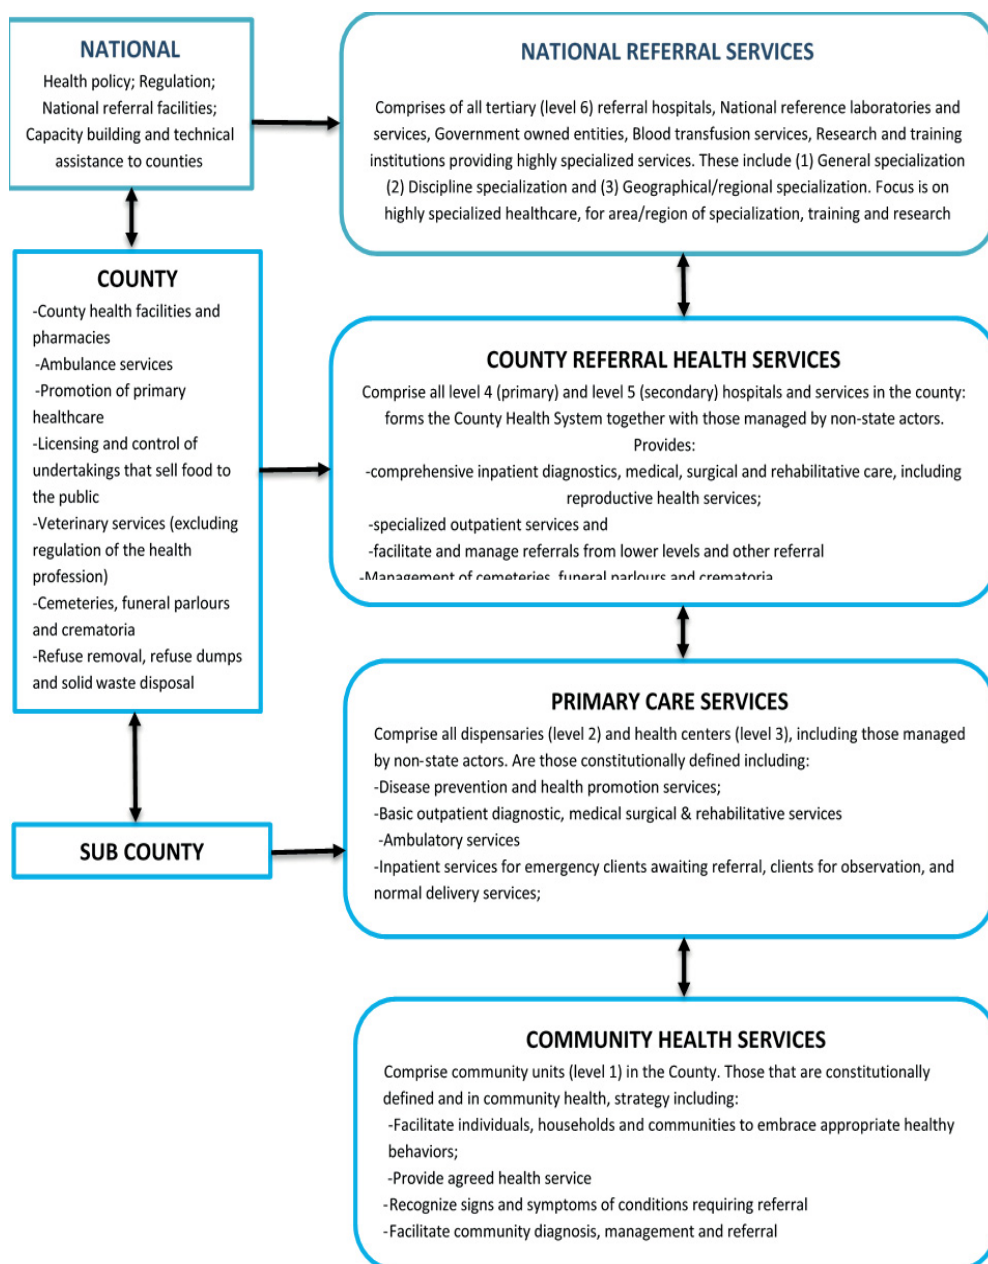 NATIONAL
Health policy; Regulation;
National referral facilities;
Capacity building and technical
assistance to counties
NATIONAL REFERRAL SERVICES
Comprises of all tertiary (level 6) referral hospitals, National reference laboratories and
services, Government owned entities, Blood transfusion services, Research and training
institutions providing highly specialized services. These include (1) General specialization
(2) Discipline specialization and (3) Geographical/regional specialization. Focus is on
highly specialized healthcare, for area/region of specialization, training and research
COUNTY
-County health facilities and
pharmacies
-Ambulance services
-Promotion of primary
healthcare
-Licensing and control of
undertakings that sell food to
the public
-Veterinary services (excluding
regulation of the health
profession)
-Cemeteries, funeral parlours
and crematoria
-Refuse removal, refuse dumps
and solid waste disposal
COUNTY REFERRAL HEALTH SERVICES
Comprise all level 4 (primary) and level 5 (secondary) hospitals and services in the county:
forms the County Health System together with those managed by non-state actors.
Provides:
-comprehensive inpatient diagnostics, medical, surgical and rehabilitative care, including
reproductive health services;
-specialized outpatient services and
-facilitate and manage referrals from lower levels and other referral
-Management of cemeteries, funeral parlours and crematoria
PRIMARY CARE SERVICES
Comprise all dispensaries (level 2) and health centers (level 3), including those managed
by non-state actors. Are those constitutionally defined including:
-Disease prevention and health promotion services;
-Basic outpatient diagnostic, medical surgical & rehabilitative services
-Ambulatory services
-Inpatient services for emergency clients awaiting referral, clients for observation, and
normal delivery services;
SUB COUNTY
COMMUNITY HEALTH SERVICES
Comprise community units (level 1) in the County. Those that are constitutionally
defined and in community health, strategy including:
-Facilitate individuals, households and communities to embrace appropriate healthy
behaviors;
-Provide agreed health service
-Recognize signs and symptoms of conditions requiring referral
-Facilitate community diagnosis, management and referral